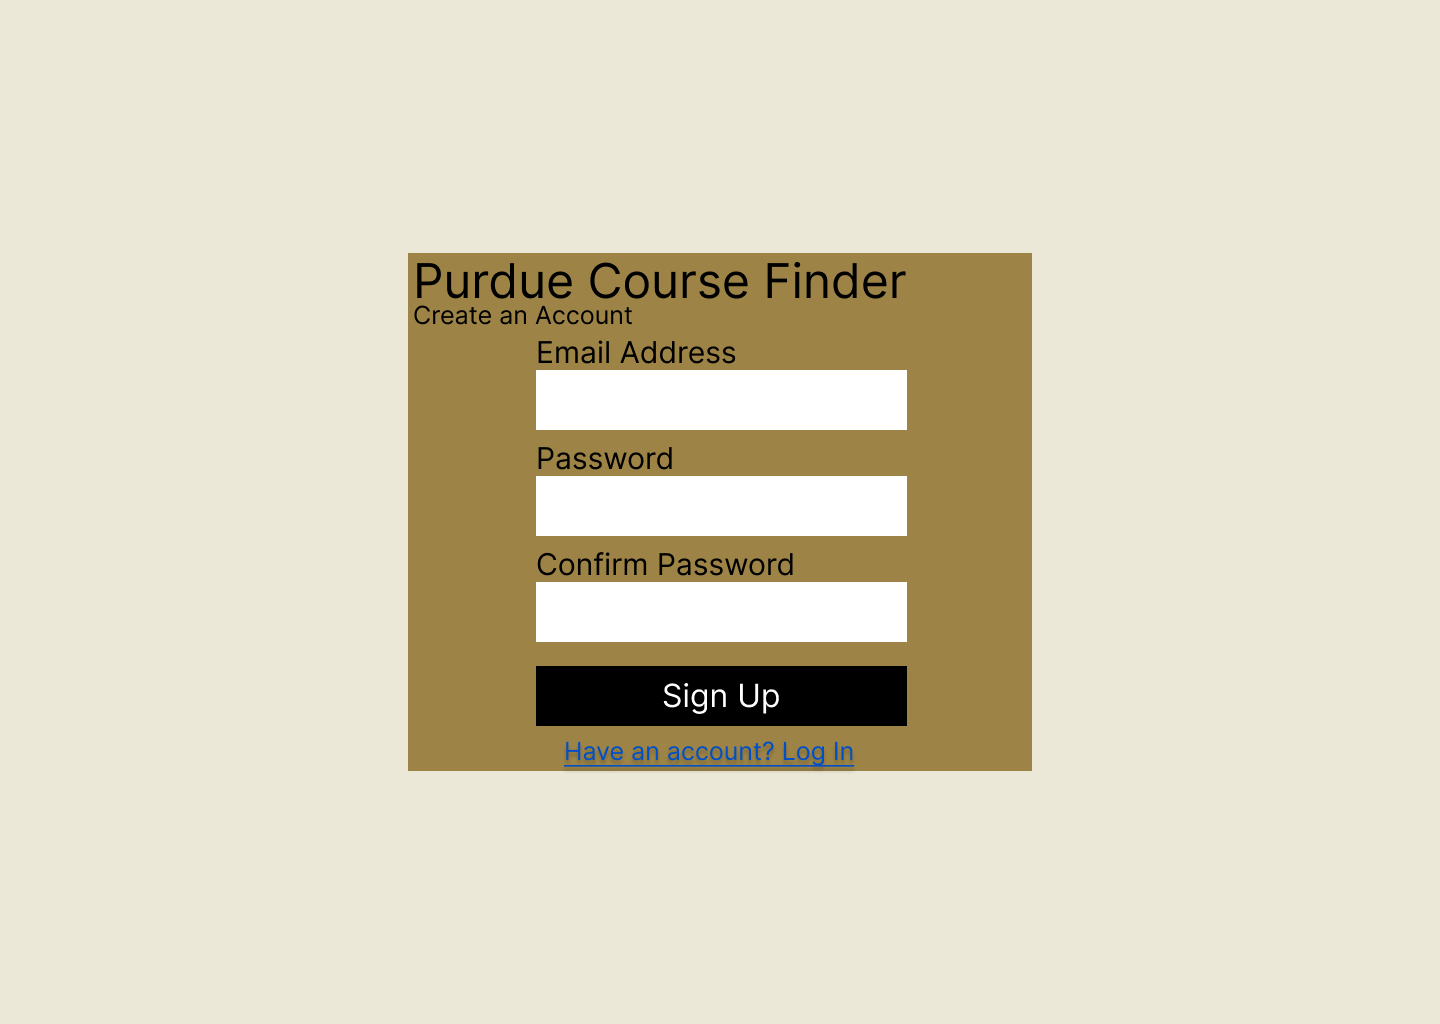 Purdue Course Finder
Create an Account
Email Address
Password
Confirm Password
Sign Up
Have an account? Log In